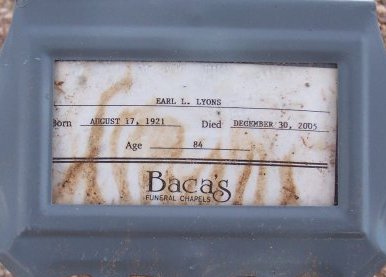 EARL L. LYONS
Born AUGUST 17, 1921 Died DECEMBER 30, 2005
Age 84
Baca's
FUNERAL CHAPELS